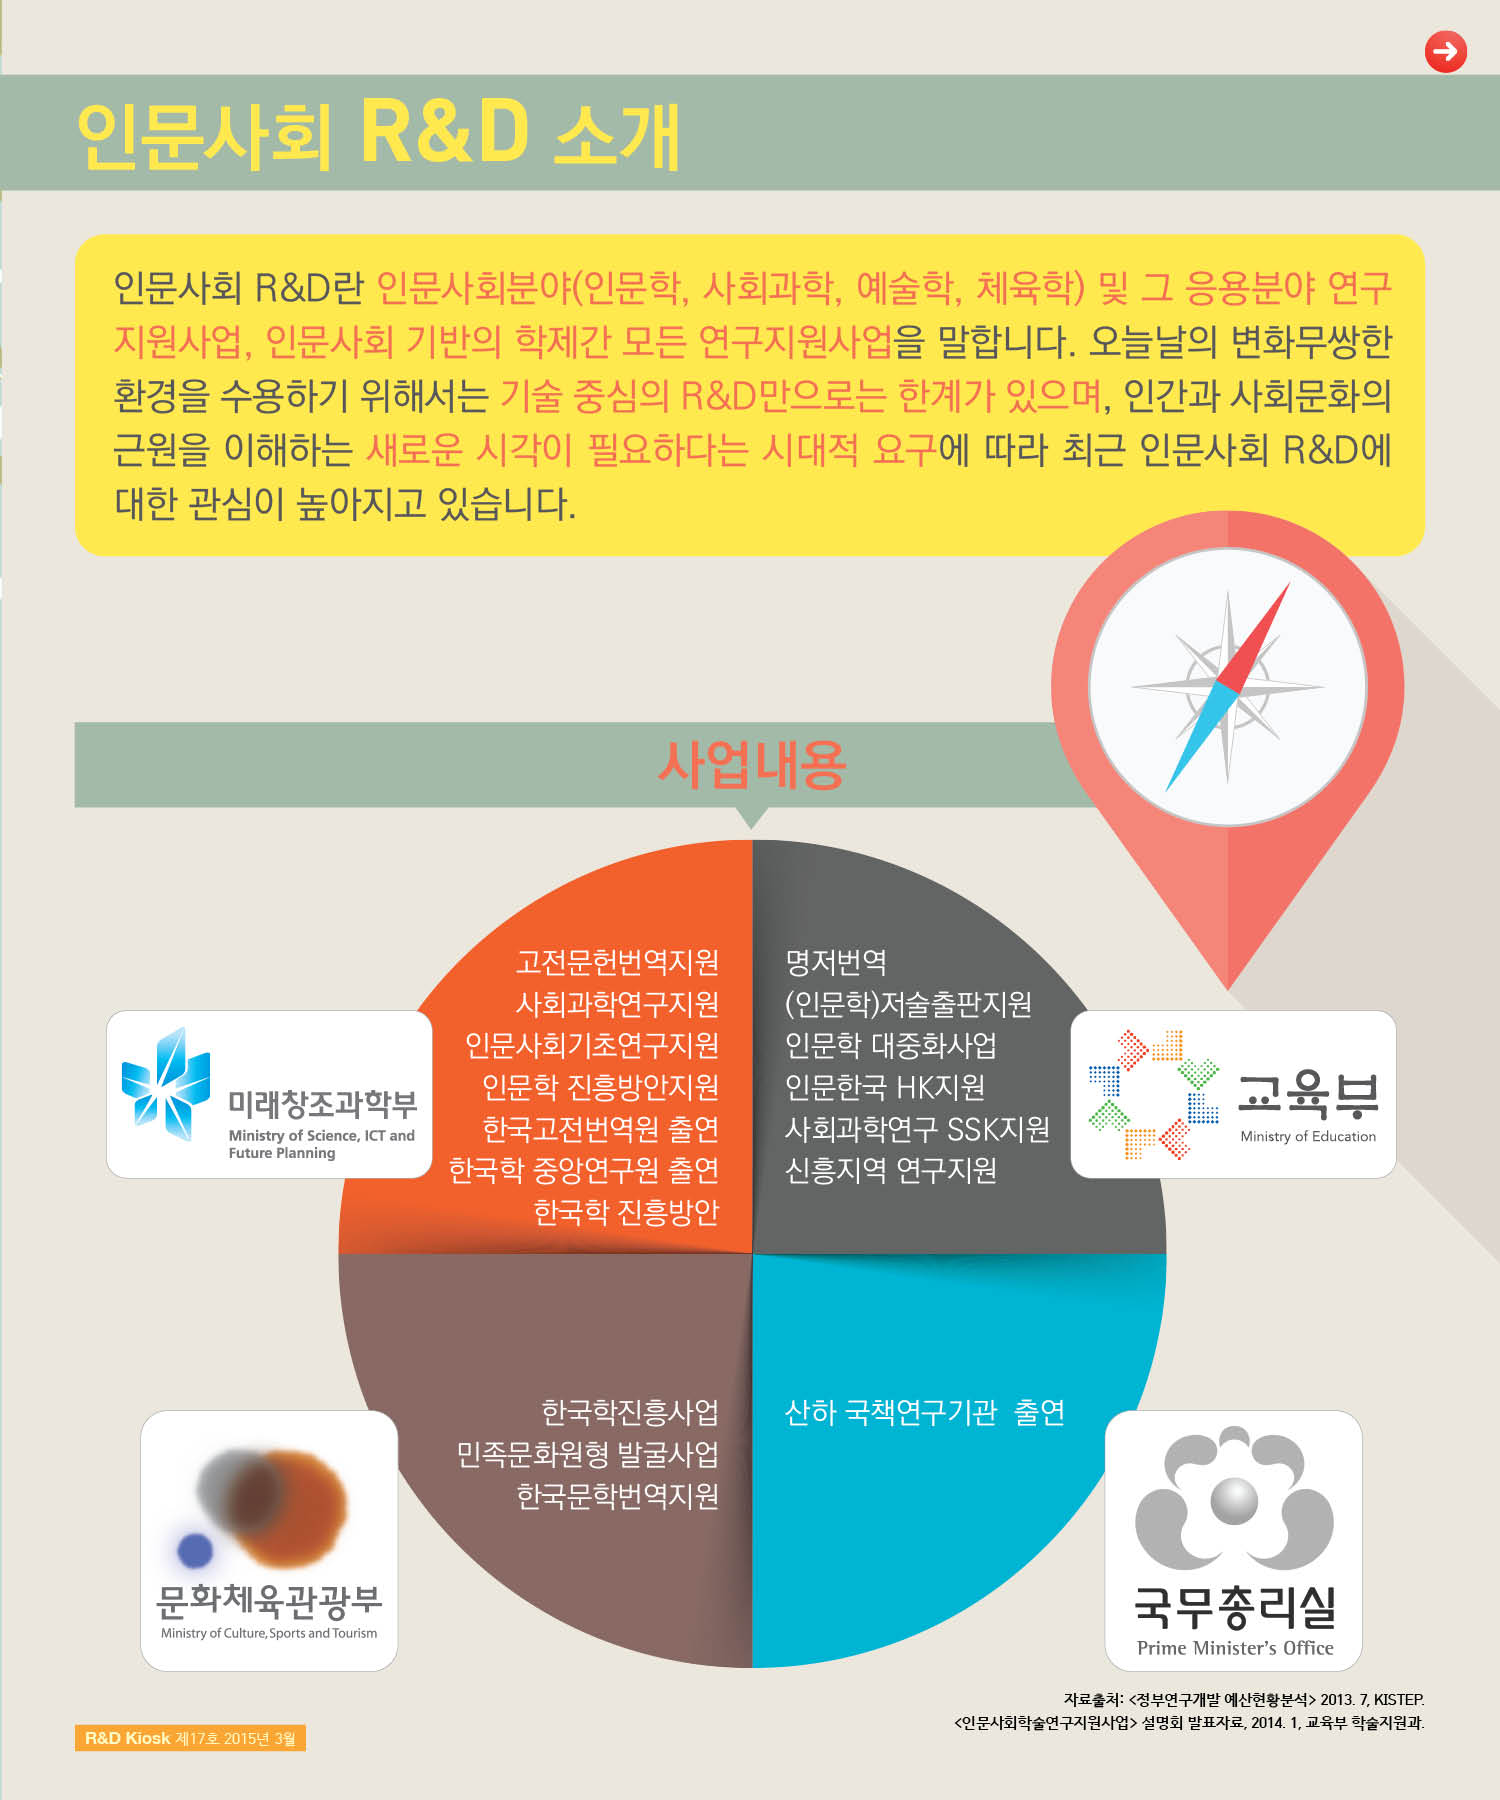 인문사회 R&D 소개
인문사회 R&D란 인문사회분야(인문학, 사회과학, 예술학, 체육학) 및 그 응용분야 연구
지원사업, 인문사회 기반의 학제간 모든 연구지원사업을 말합니다. 오늘날의 변화무쌍한
환경을 수용하기 위해서는 기술 중심의 R&D만으로는 한계가 있으며, 인간과 사회문화의
근원을 이해하는 새로운 시각이 필요하다는 시대적 요구에 따라 최근 인문사회 R&D에
대한 관심이 높아지고 있습니다.
사업내용
고전문헌번역지원
사회과학연구지원
인문사회기초연구지원
인문학 진흥방안지원
한국고전번역원 출연
한국학 중앙연구원 출연
한국학 진흥방안
미래창조과학부
Ministry of Science, ICT and
Future Planning
명저번역
(인문학)저술출판지원
인문학 대중화사업
인문한국 HK지원
사회과학연구 SSK지원
신흥지역 연구지원
교육부
Ministry of Education
한국학진흥사업
민족문화원형 발굴사업
한국문학번역지원
문화체육관광부
Ministry of Culture, Sports and Tourism
산하 국책연구기관 출연
국무총리실
Prime Minister's Office
자료출처: <정부연구개발 예산현황분석> 2013. 7, KISTEP.
<인문사회학술연구지원사업> 설명회 발표자료, 2014. 1, 교육부 학술지원과.
R&D Kiosk 제17호 2015년 3월